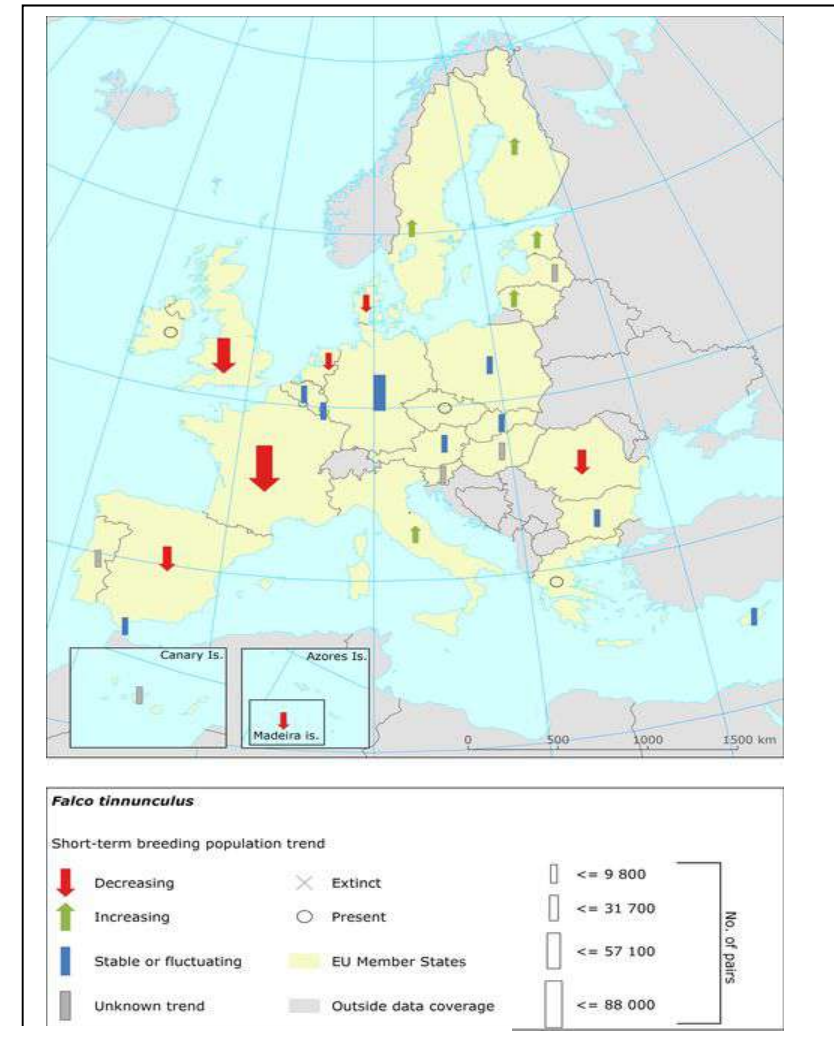 Canary Is.
Azores Is.
Madeira is.
0 500 1000 1500 km
Falco tinnunculus
Short-term breeding population trend
Decreasing
Increasing
Stable or fluctuating
Unknown trend
Extinct
Present
EU Member States
Outside data coverage
<= 9 800
<= 31 700
<= 57 100
<= 88 000
No. of pairs